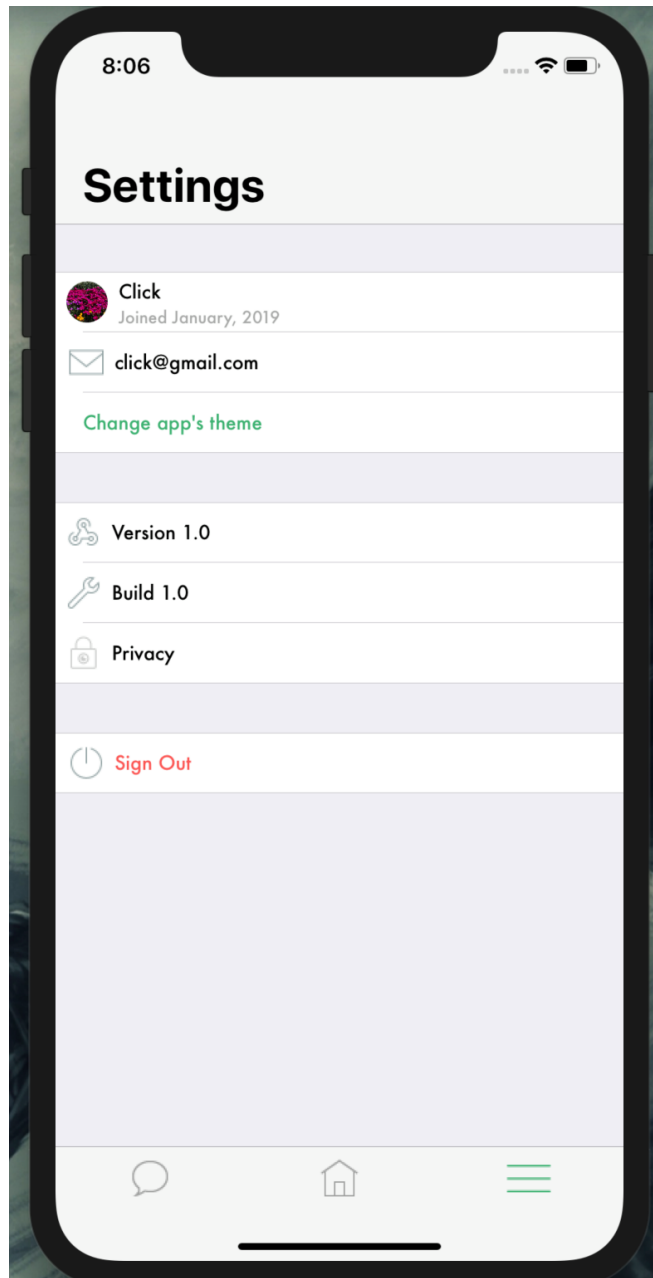 8:06
Settings
Click
Joined January, 2019
click@gmail.com
Change app's theme
Version 1.0
Build 1.0
Privacy
Sign Out